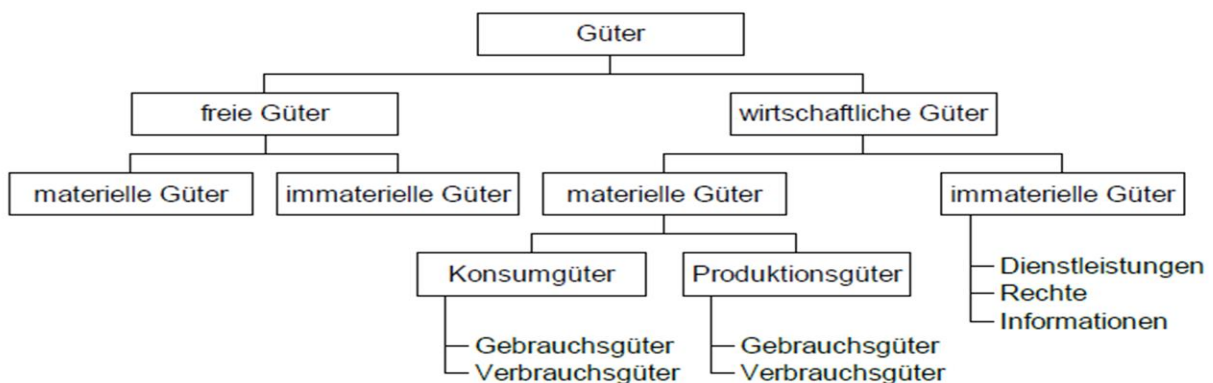 Güter
freie Güter
wirtschaftliche Güter
materielle Güter
immaterielle Güter
materielle Güter
immaterielle Güter
Konsumgüter
Produktionsgüter
Dienstleistungen
Rechte
Informationen
Gebrauchsgüter
Verbrauchsgüter
Gebrauchsgüter
Verbrauchsgüter